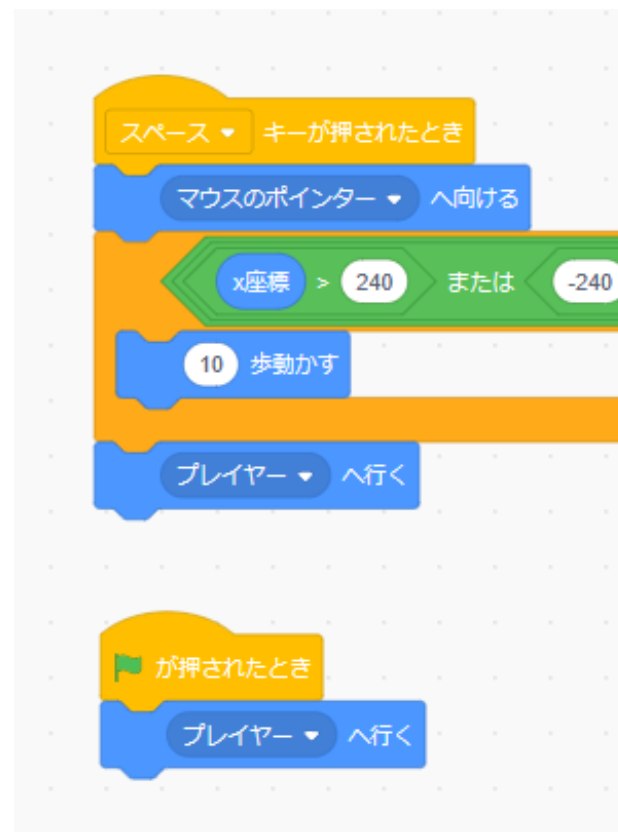 スペース キーが押されたとき
マウスのポインター へ向ける
x座標 > 240 または -240
10 歩動かす
プレイヤー へ行く
が押されたとき
プレイヤー へ行く